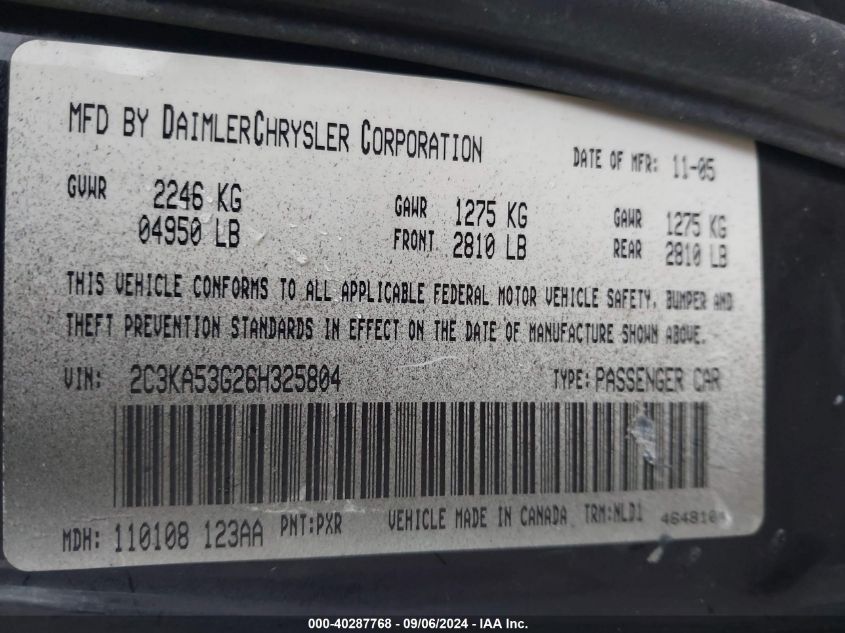 MFD BY DAIMLERCHRYSLER CORPORATION DATE OF MFR: 11-05
GVWR 2246 KG GAWR 1275 KG GAWR 1275 KG
04950 LB FRONT 2810 LB REAR 2810 LB
THIS VEHICLE CONFORMS TO ALL APPLICABLE FEDERAL MOTOR VEHICLE SAFETY, BUMPER AND
THEFT PREVENTION STANDARDS IN EFFECT ON THE DATE OF MANUFACTURE SHOWN ABOVE.
VIN: 2C3KA53G26H325804 TYPE: PASSENGER CAR
MDH: 110108 123AA PNT:PXR VEHICLE MADE IN CANADA TRM:NLD1
000-40287768 - 09/06/2024 - IAA Inc.